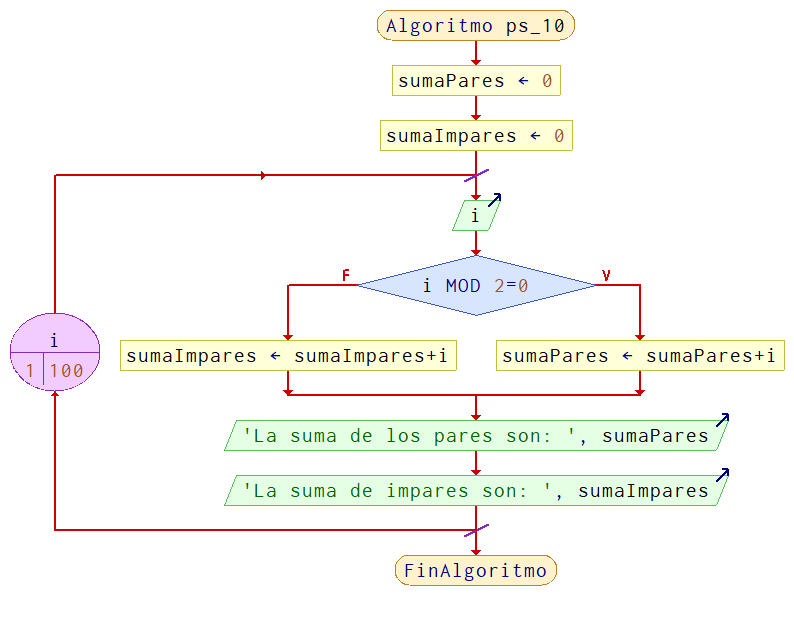 Algoritmo ps_10
sumaPares ← 0
sumaImpares ← 0
i
i MOD 2=0
F
V
i
1 100
sumaImpares ← sumaImpares+i
sumaPares ← sumaPares+i
'La suma de los pares son: ', sumaPares
'La suma de impares son: ', sumaImpares
FinAlgoritmo